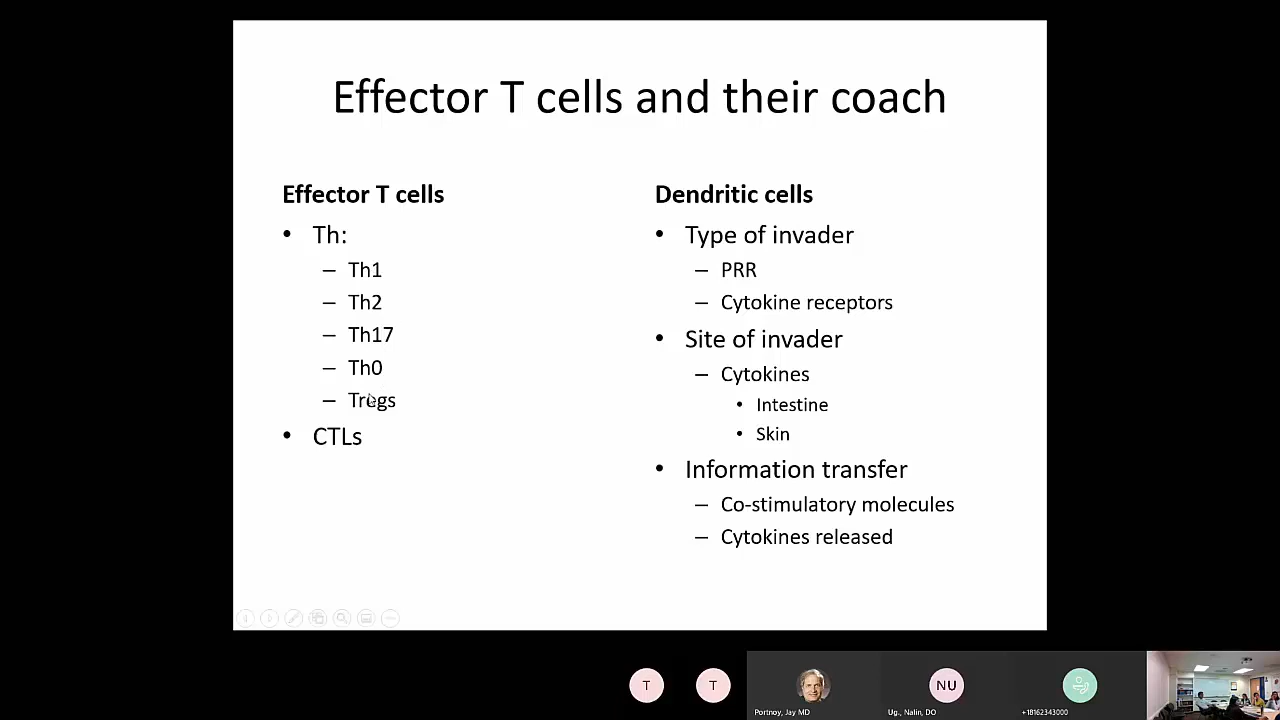 Effector T cells and their coach
Effector T cells
• Th:
– Th1
– Th2
– Th17
– Th0
– Tregs
• CTLs
Dendritic cells
• Type of invader
– PRR
– Cytokine receptors
• Site of invader
– Cytokines
• Intestine
• Skin
• Information transfer
– Co-stimulatory molecules
– Cytokines released
T
T
NU
Portnoy, Jay MD
Ug., Nalin, DO
+18162343000